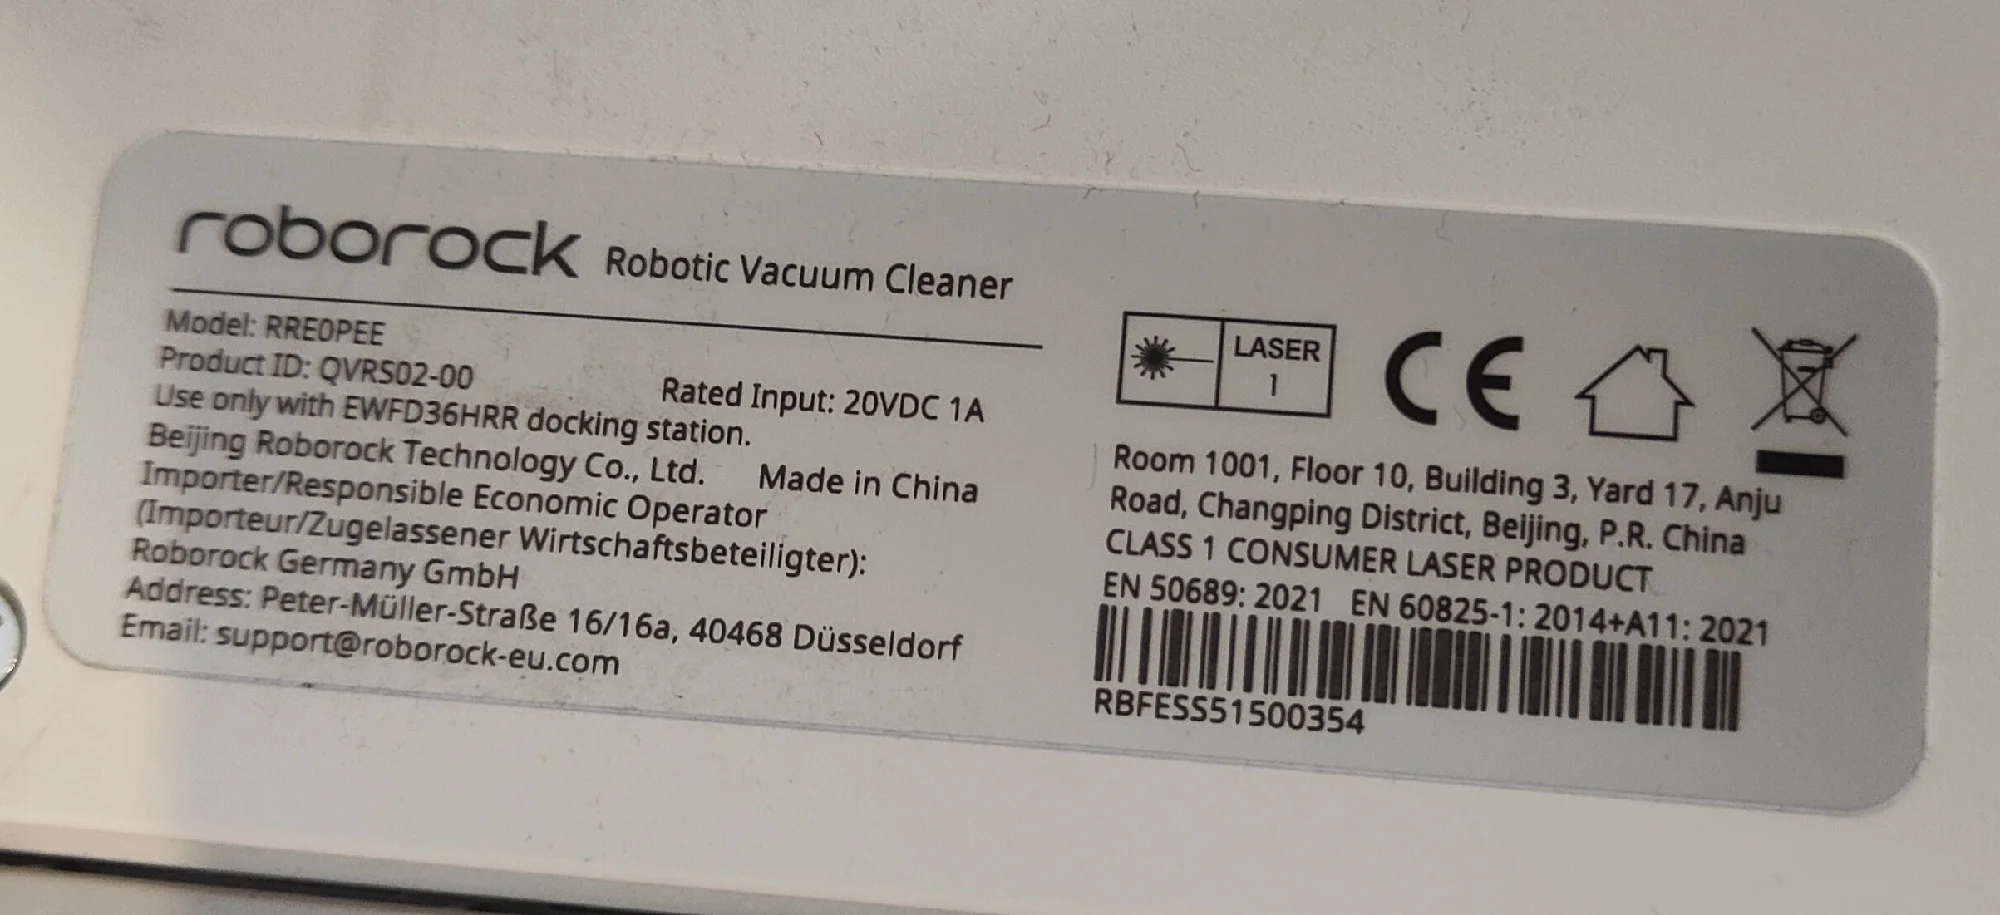 roborock Robotic Vacuum Cleaner
Model: RRE0PEE
Product ID: QVRS02-00
Rated Input: 20VDC 1A
Use only with EWFD36HRR docking station.
Beijing Roborock Technology Co., Ltd. Made in China
Importer/Responsible Economic Operator
(Importeur/Zugelassener Wirtschaftsbeteiligter):
Roborock Germany GmbH
Address: Peter-Müller-Straße 16/16a, 40468 Düsseldorf
Email: support@roborock-eu.com
LASER
1
CE
Room 1001, Floor 10, Building 3, Yard 17, Anju
Road, Changping District, Beijing, P.R. China
CLASS 1 CONSUMER LASER PRODUCT
EN 50689: 2021 EN 60825-1: 2014+A11: 2021
RBFESS51500354